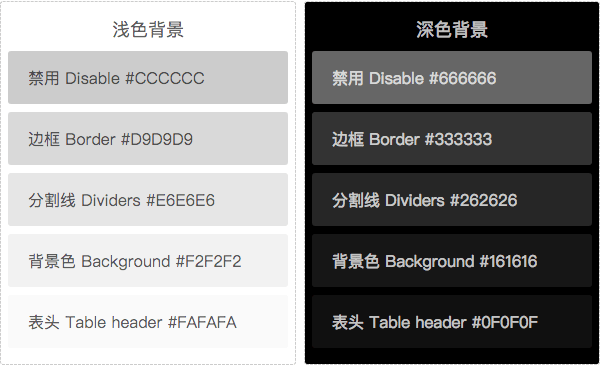 浅色背景
禁用 Disable #CCCCCC
边框 Border #D9D9D9
分割线 Dividers #E6E6E6
背景色 Background #F2F2F2
表头 Table header #FAFAFA
深色背景
禁用 Disable #666666
边框 Border #333333
分割线 Dividers #262626
背景色 Background #161616
表头 Table header #0F0F0F